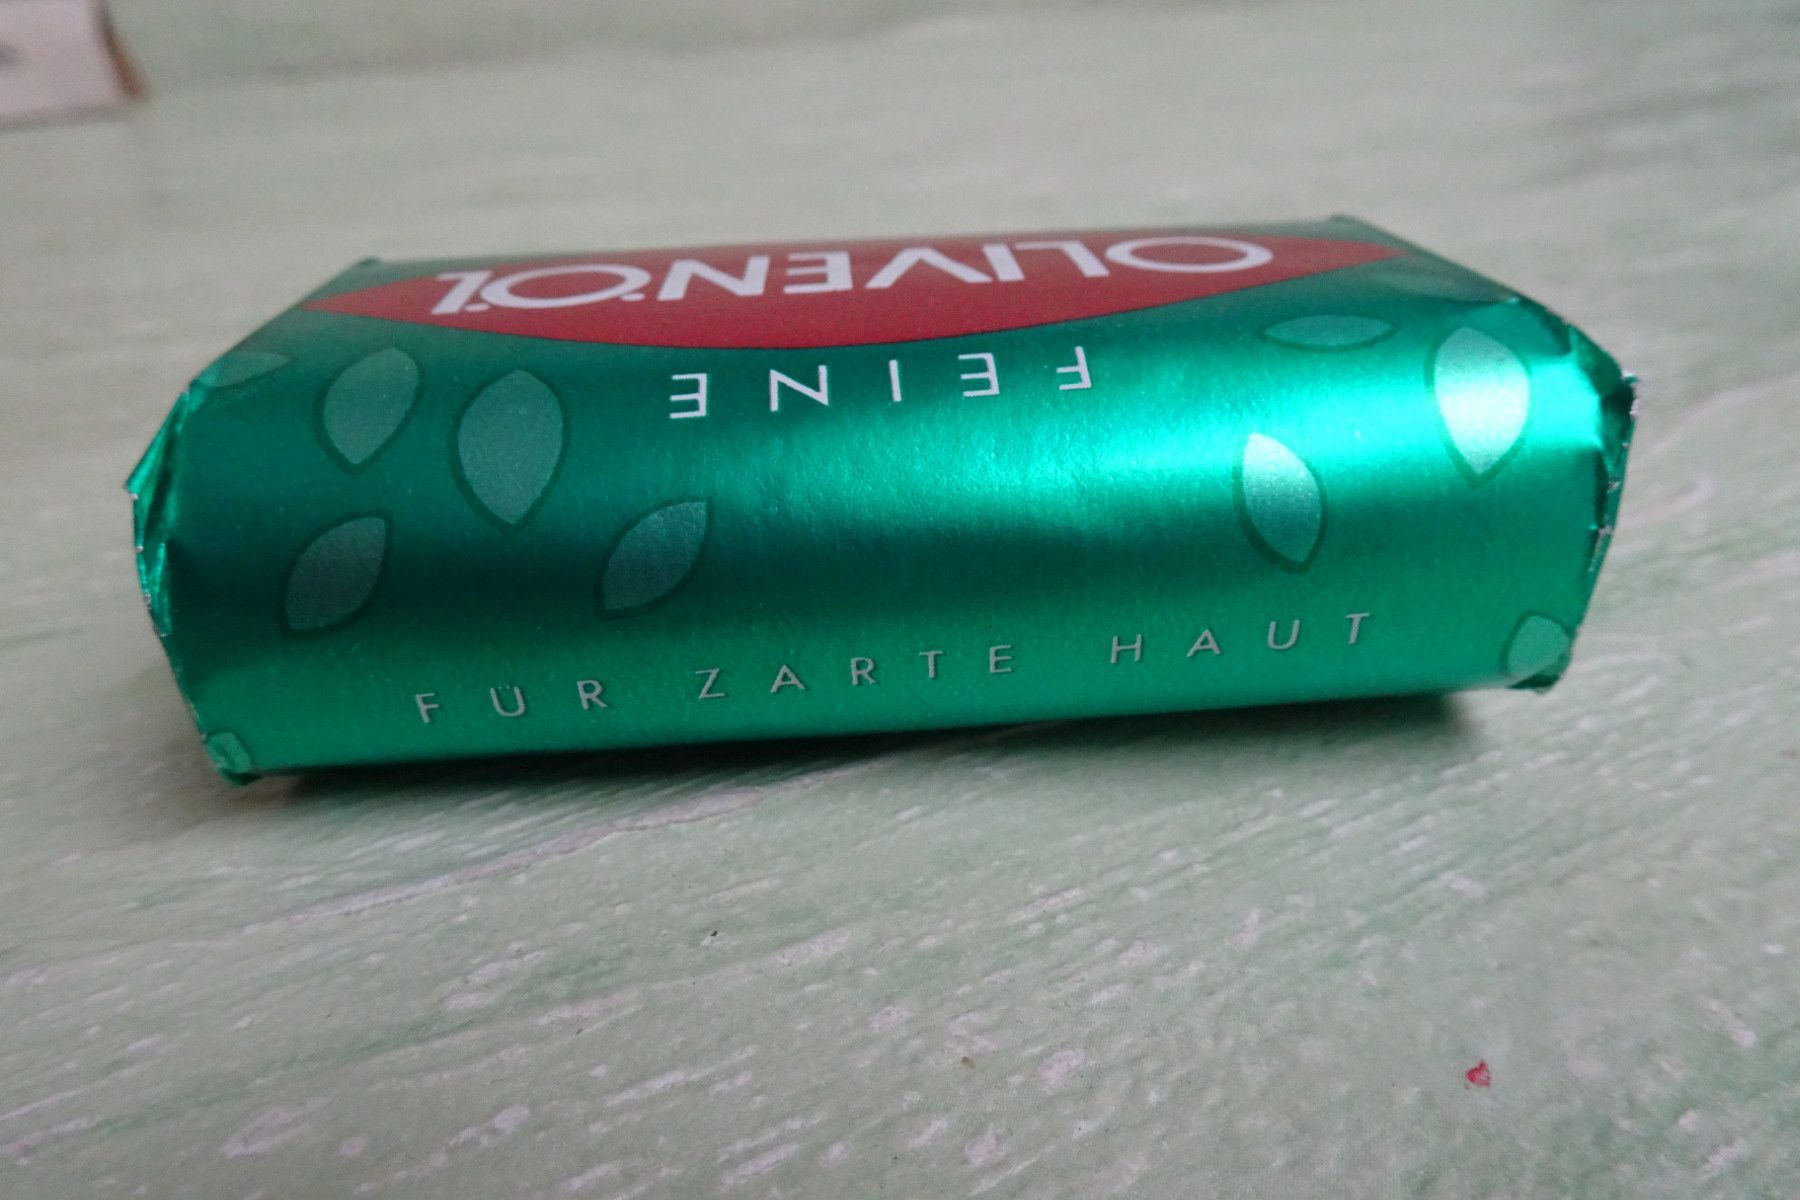 FEINE
OLIVENÖL
FÜR ZARTE HAUT